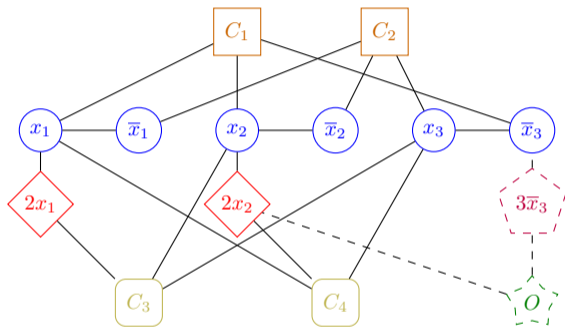 C₁ C₂
x₁ x̅₁ x₂ x̅₂ x₃ x̅₃
2x₁ 2x₂ 3x̅₃
C₃ C₄ O